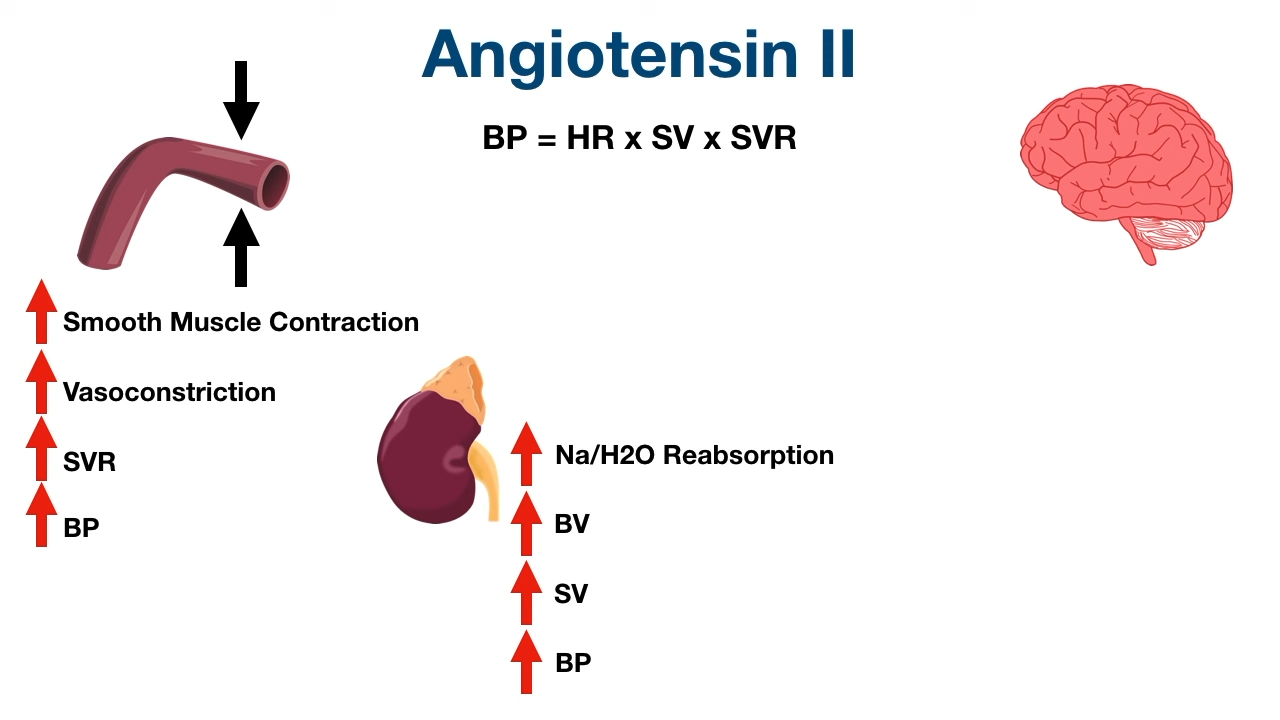 Angiotensin II
BP = HR x SV x SVR
Smooth Muscle Contraction
Vasoconstriction
SVR
BP
Na/H2O Reabsorption
BV
SV
BP